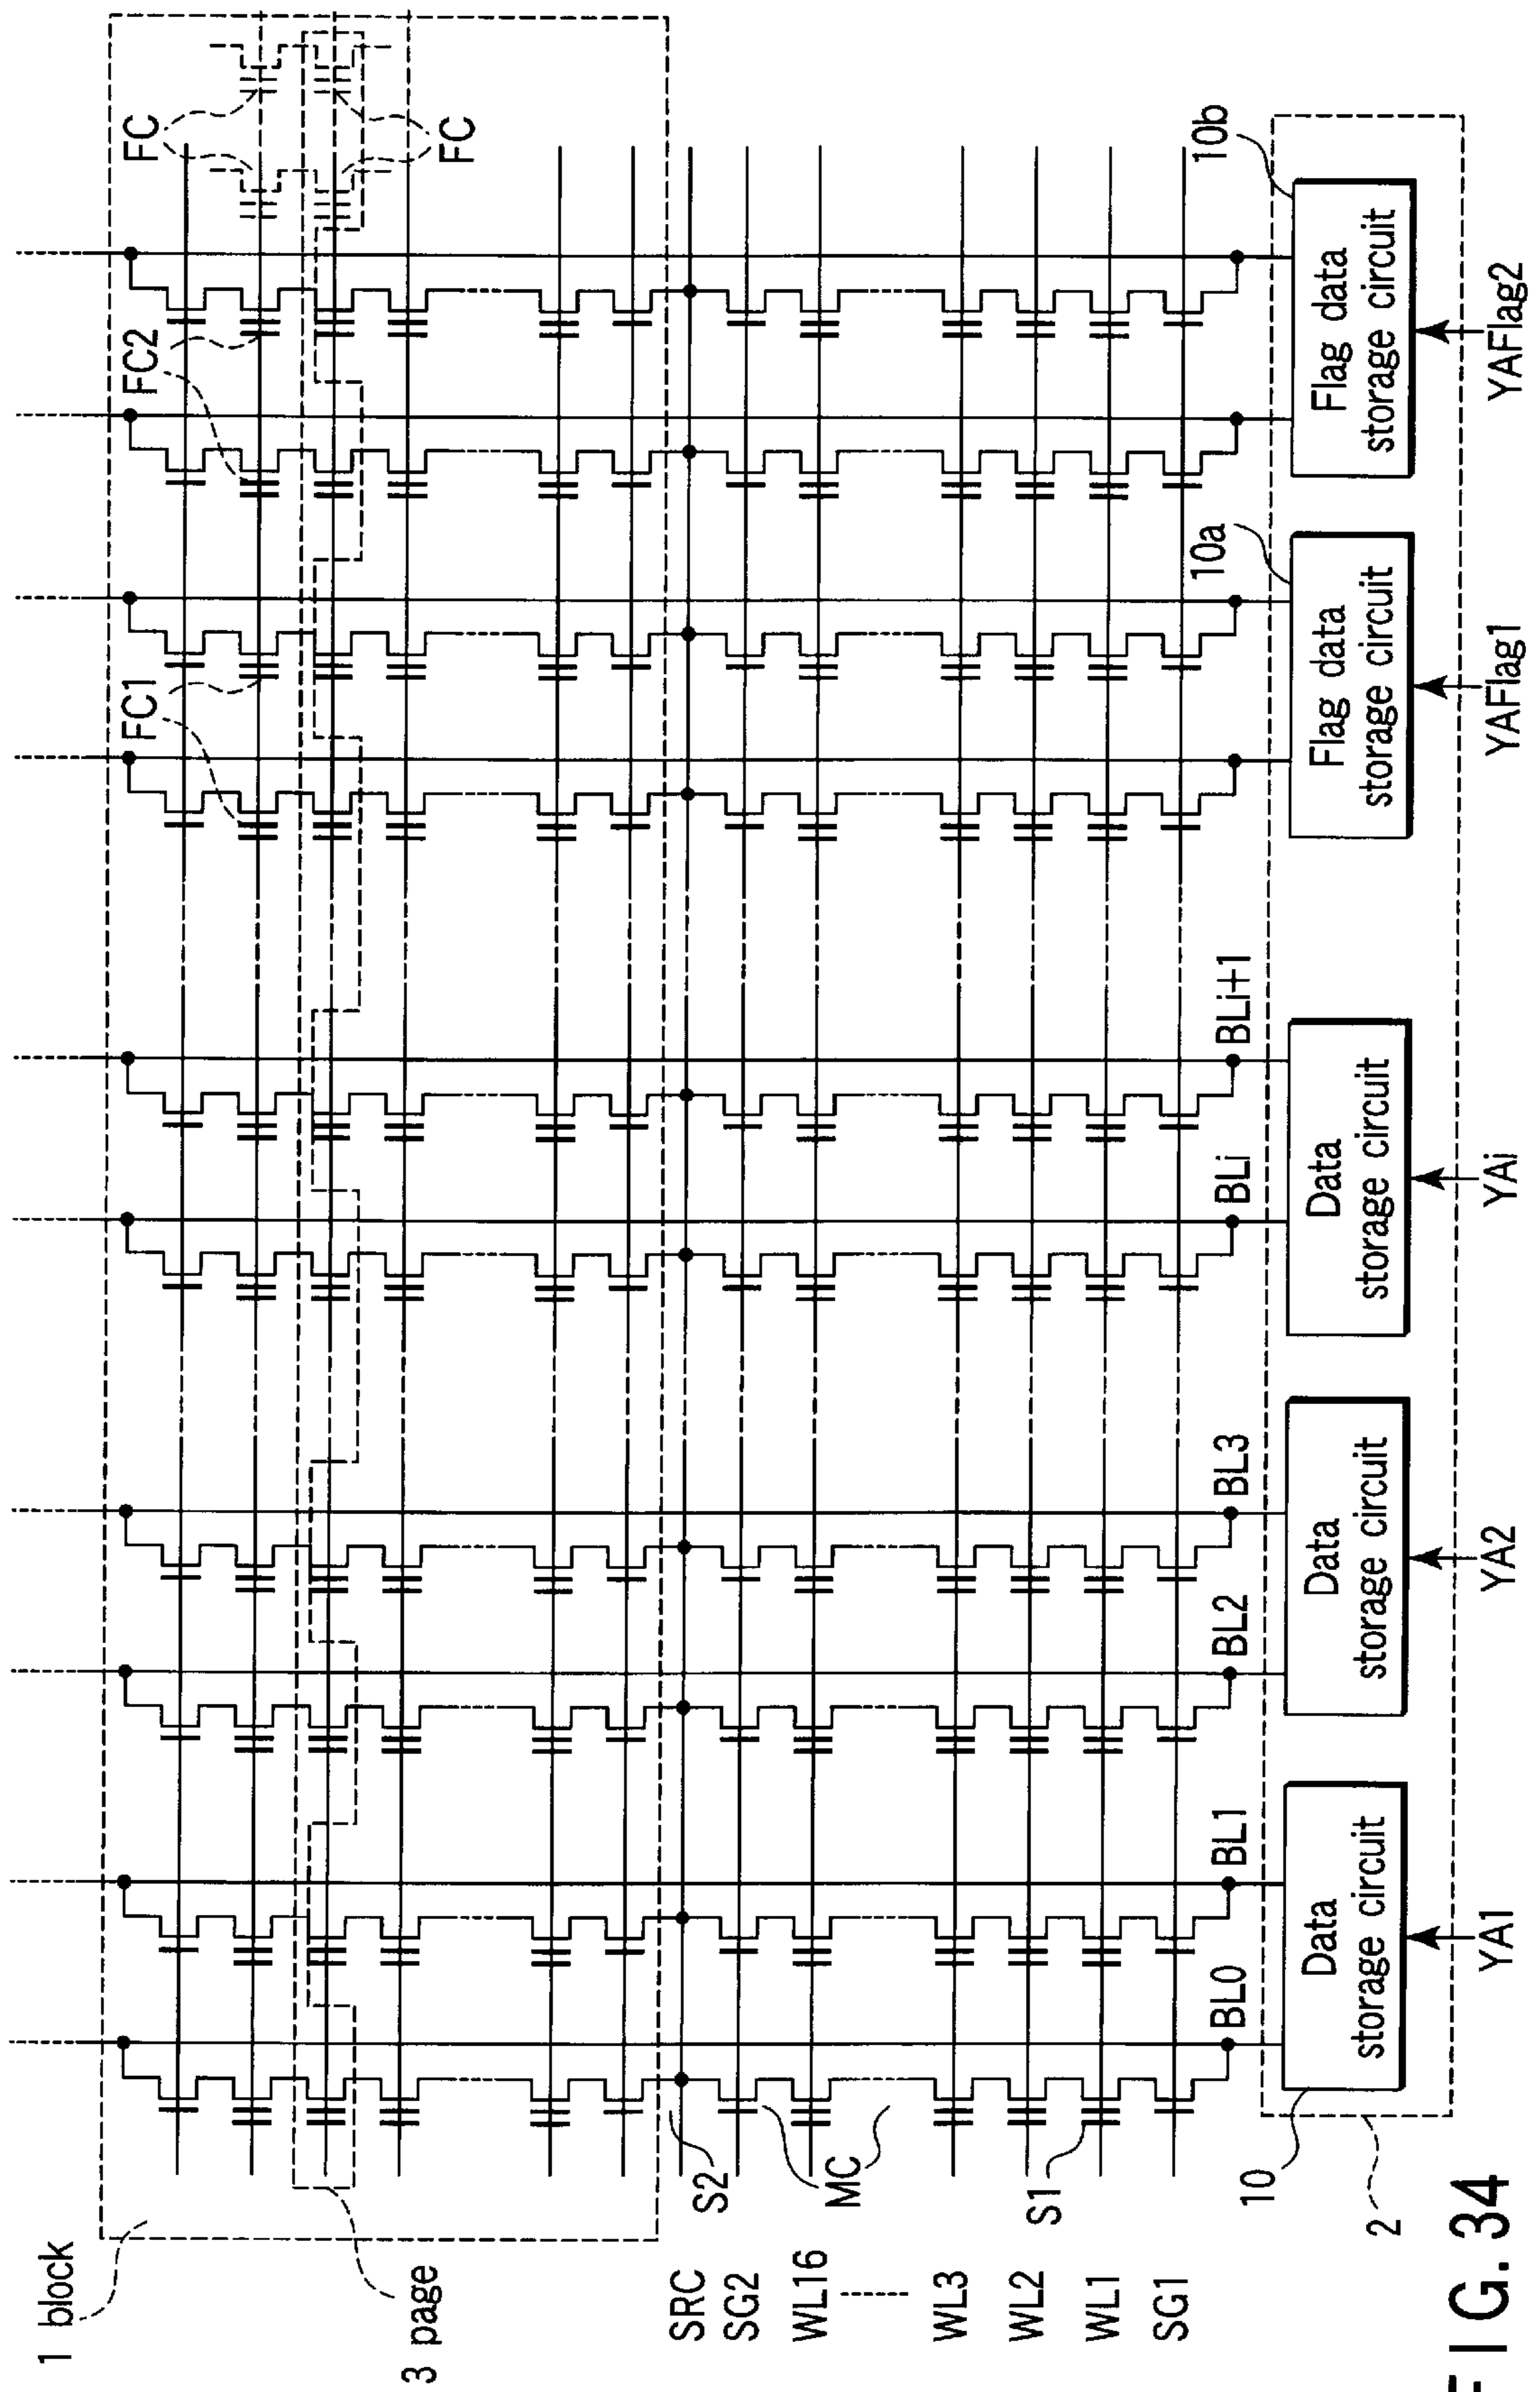 1 block
3 page
FC1
FC2
FC
FC
SRC
SG2
WL16
WL3
WL2
WL1
SG1
S2
MC
S1
BL0
BL1
BL2
BL3
BLi
BLi+1
10a
10b
10
2
Data
storage circuit
Data
storage circuit
Data
storage circuit
Flag data
storage circuit
Flag data
storage circuit
YA1
YA2
YAi
YAFlag1
YAFlag2
FIG. 34